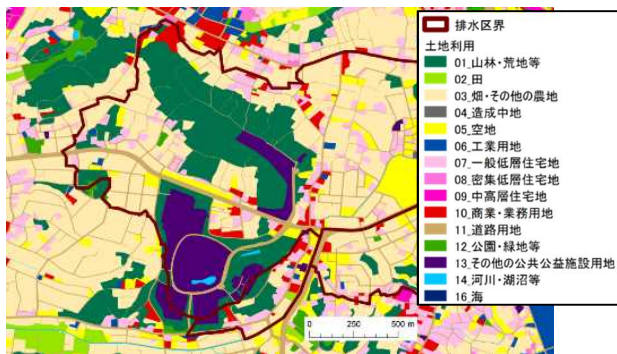 排水区界
土地利用
01_山林・荒地等
02_田
03_畑・その他の農地
04_造成中地
05_空地
06_工業用地
07_一般低層住宅地
08_密集低層住宅地
09_中高層住宅地
10_商業・業務用地
11_道路用地
12_公園・緑地等
13_その他の公共公益施設用地
14_河川・湖沼等
16_海
0 250 500 m